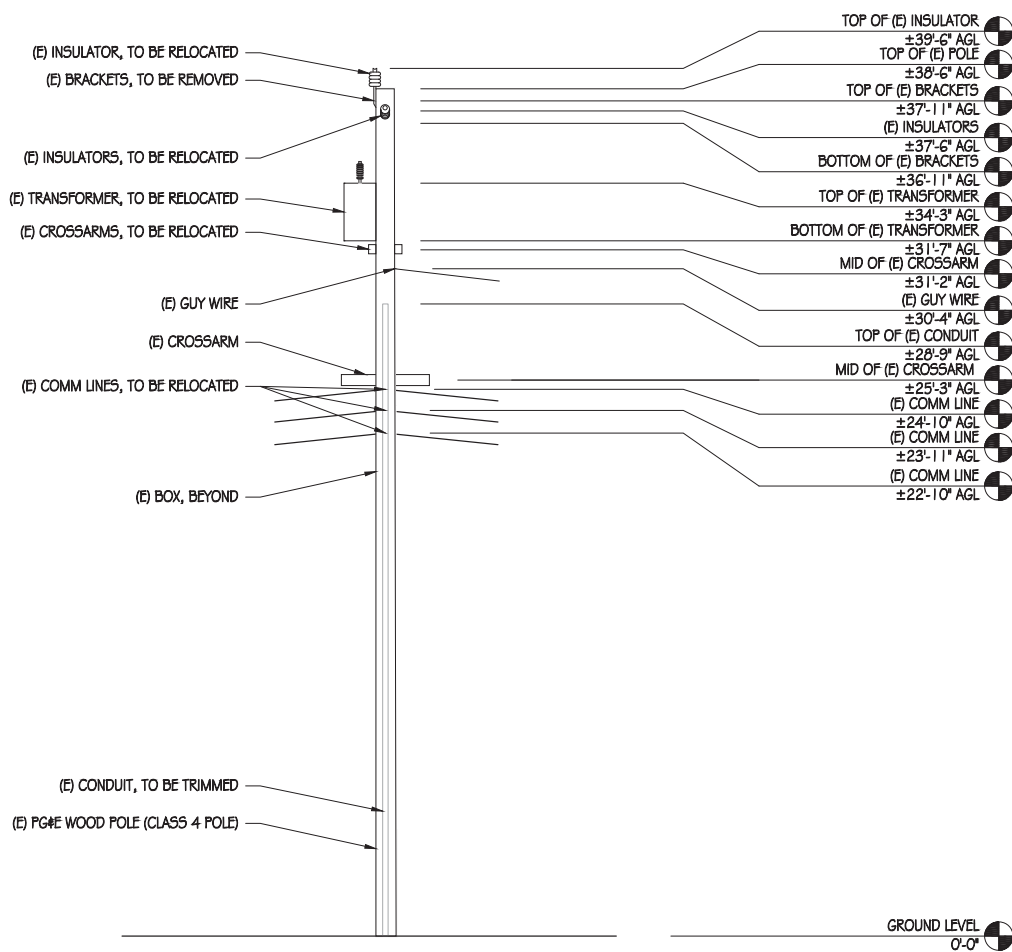 (E) INSULATOR, TO BE RELOCATED
(E) BRACKETS, TO BE REMOVED
(E) INSULATORS, TO BE RELOCATED
(E) TRANSFORMER, TO BE RELOCATED
(E) CROSSARMS, TO BE RELOCATED
(E) GUY WIRE
(E) CROSSARM
(E) COMM LINES, TO BE RELOCATED
(E) BOX, BEYOND
(E) CONDUIT, TO BE TRIMMED
(E) PG&E WOOD POLE (CLASS 4 POLE)
TOP OF (E) INSULATOR
±39'-6" AGL
TOP OF (E) POLE
±38'-6" AGL
TOP OF (E) BRACKETS
±37'-11" AGL
(E) INSULATORS
±37'-6" AGL
BOTTOM OF (E) BRACKETS
±36'-11" AGL
TOP OF (E) TRANSFORMER
±34'-3" AGL
BOTTOM OF (E) TRANSFORMER
±31'-7" AGL
MID OF (E) CROSSARM
±31'-2" AGL
(E) GUY WIRE
±30'-4" AGL
TOP OF (E) CONDUIT
±28'-9" AGL
MID OF (E) CROSSARM
±25'-3" AGL
(E) COMM LINE
±24'-10" AGL
(E) COMM LINE
±23'-11" AGL
(E) COMM LINE
±22'-10" AGL
GROUND LEVEL
0'-0"